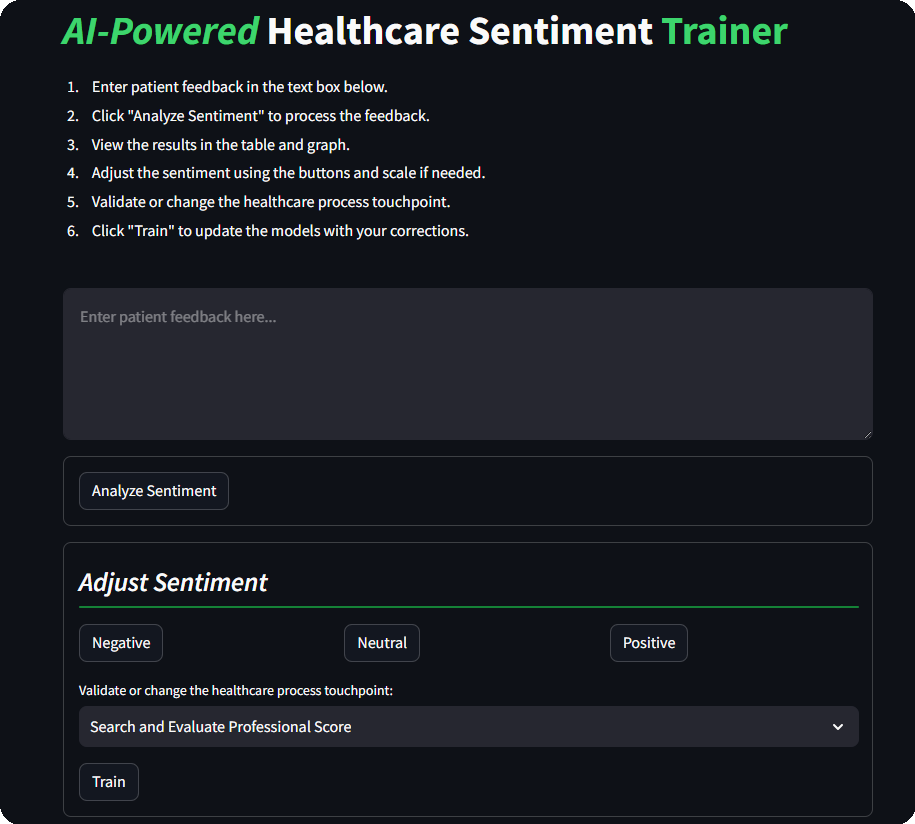 AI-Powered Healthcare Sentiment Trainer
1. Enter patient feedback in the text box below.
2. Click "Analyze Sentiment" to process the feedback.
3. View the results in the table and graph.
4. Adjust the sentiment using the buttons and scale if needed.
5. Validate or change the healthcare process touchpoint.
6. Click "Train" to update the models with your corrections.
Enter patient feedback here...
Analyze Sentiment
Adjust Sentiment
Negative Neutral Positive
Validate or change the healthcare process touchpoint:
Search and Evaluate Professional Score
Train